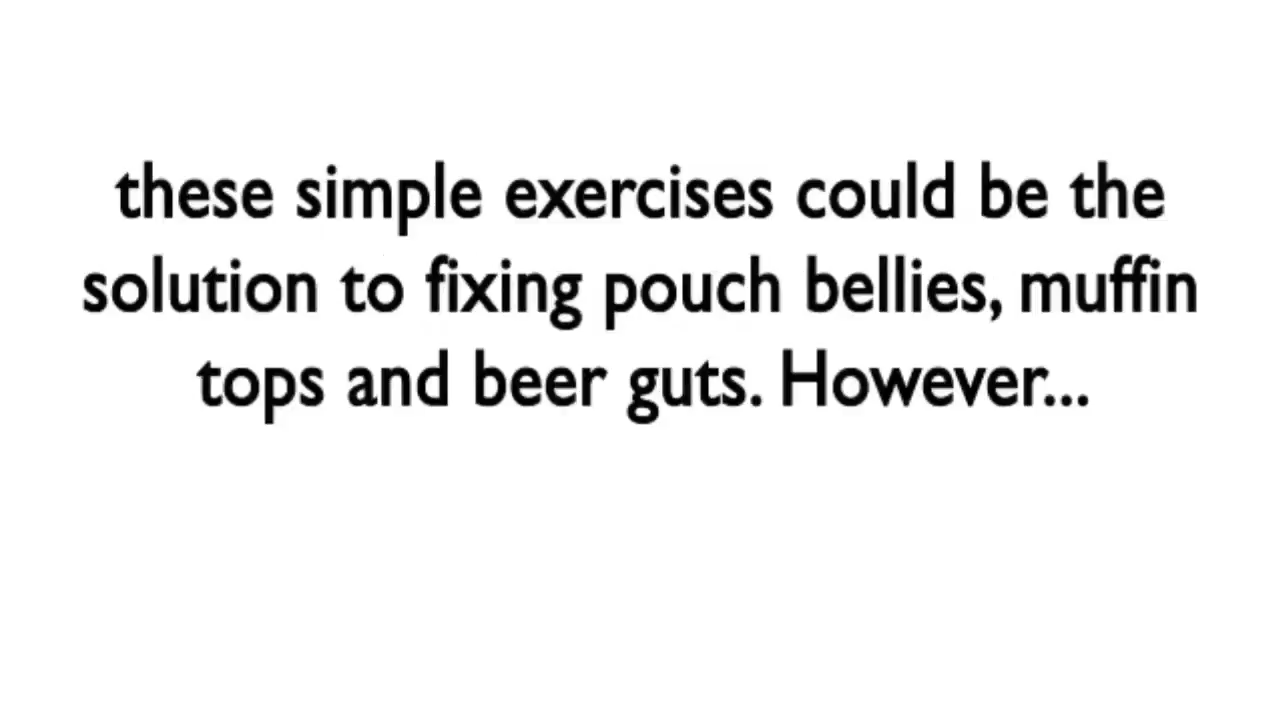 these simple exercises could be the
solution to fixing pouch bellies, muffin
tops and beer guts. However...